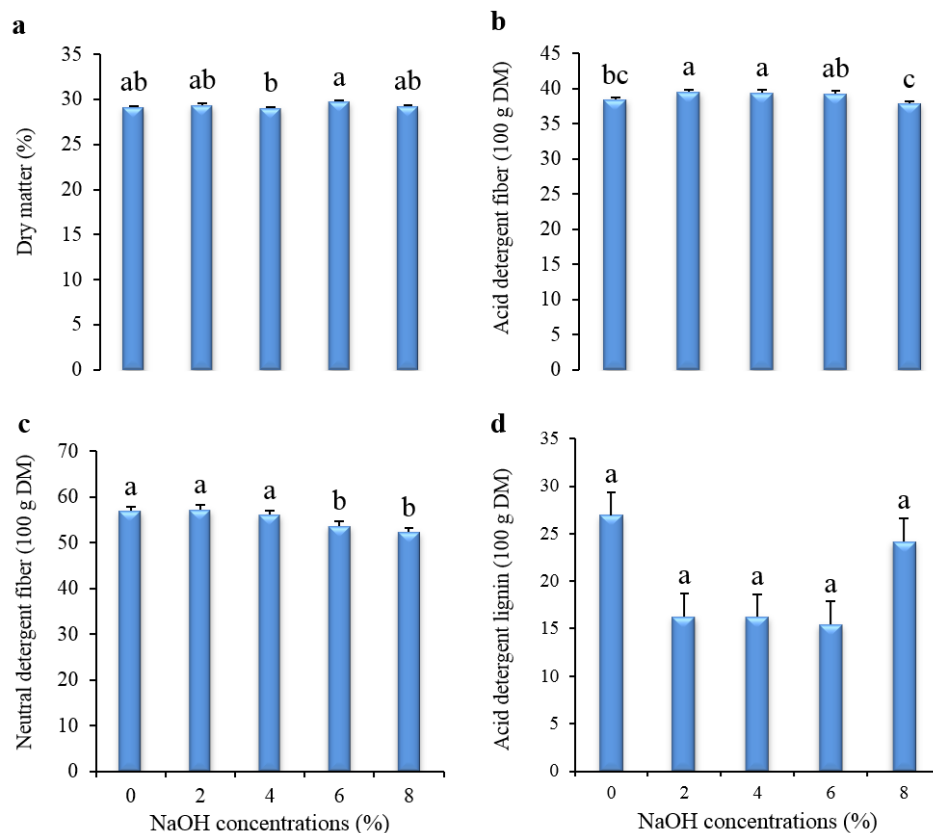 a
35
30
25
20
15
10
5
0
Dry matter (%)
ab
ab
b
a
ab
b
45
40
35
30
25
20
15
10
5
0
Acid detergent fiber (100 g DM)
bc
a
a
ab
c
c
70
60
50
40
30
20
10
0
Neutral detergent fiber (100 g DM)
a
a
a
b
b
0 2 4 6 8
NaOH concentrations (%)
d
35
30
25
20
15
10
5
0
Acid detergent lignin (100 g DM)
a
a
a
a
a
0 2 4 6 8
NaOH concentrations (%)